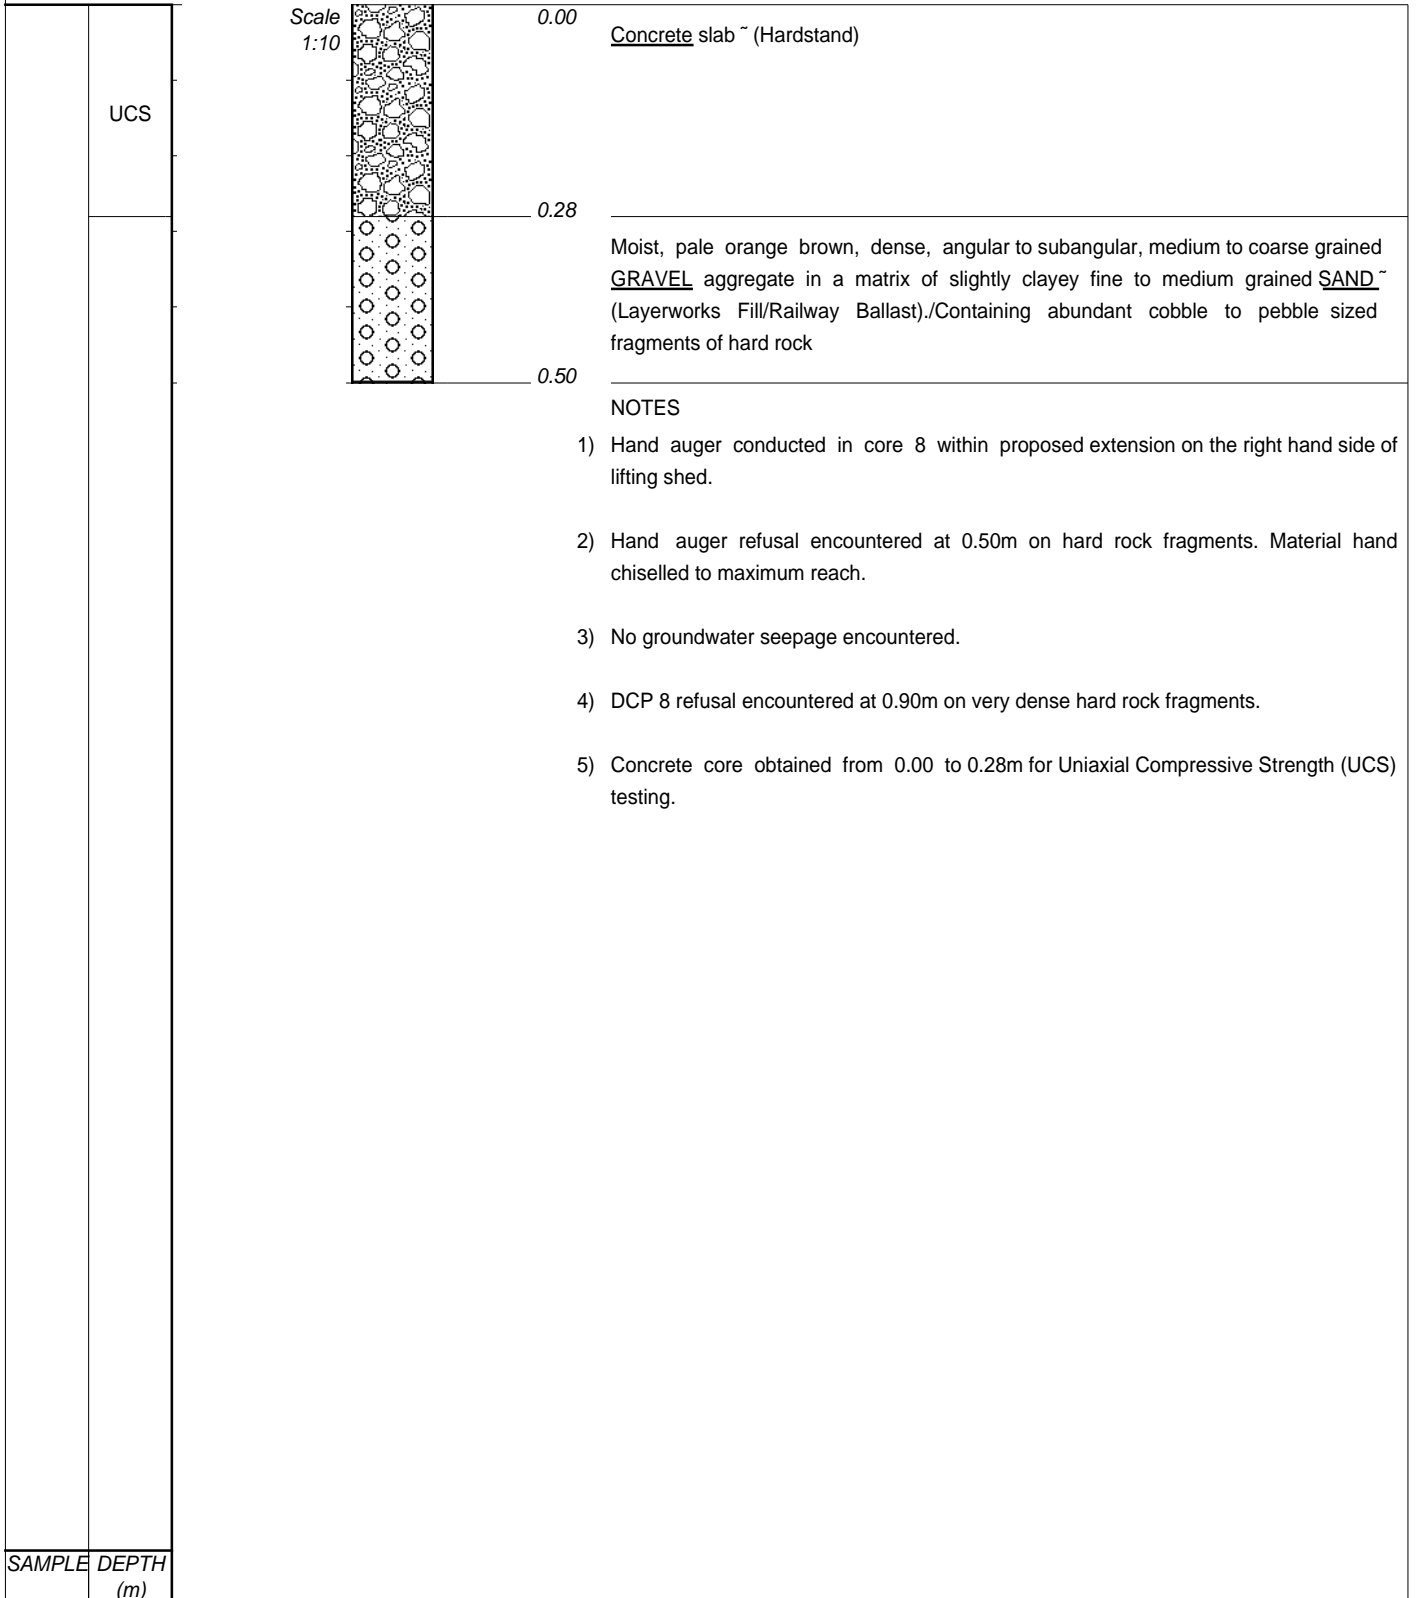 Scale
1:10
0.00
Concrete slab ˜ (Hardstand)
UCS
0.28
Moist, pale orange brown, dense, angular to subangular, medium to coarse grained
GRAVEL aggregate in a matrix of slightly clayey fine to medium grained SAND ˜
(Layerworks Fill/Railway Ballast)./Containing abundant cobble to pebble sized
fragments of hard rock
0.50
NOTES
1) Hand auger conducted in core 8 within proposed extension on the right hand side of
lifting shed.
2) Hand auger refusal encountered at 0.50m on hard rock fragments. Material hand
chiselled to maximum reach.
3) No groundwater seepage encountered.
4) DCP 8 refusal encountered at 0.90m on very dense hard rock fragments.
5) Concrete core obtained from 0.00 to 0.28m for Uniaxial Compressive Strength (UCS)
testing.
SAMPLE DEPTH
(m)